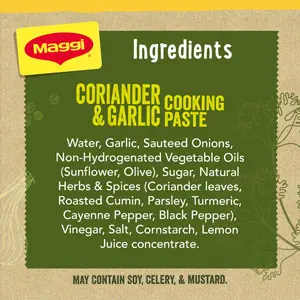 Maggi
Ingredients
CORIANDER
& GARLIC
COOKING
PASTE
Water, Garlic, Sauteed Onions,
Non-Hydrogenated Vegetable Oils
(Sunflower, Olive), Sugar, Natural
Herbs & Spices (Coriander leaves,
Roasted Cumin, Parsley, Turmeric,
Cayenne Pepper, Black Pepper),
Vinegar, Salt, Cornstarch, Lemon
Juice concentrate.
MAY CONTAIN SOY, CELERY, & MUSTARD.